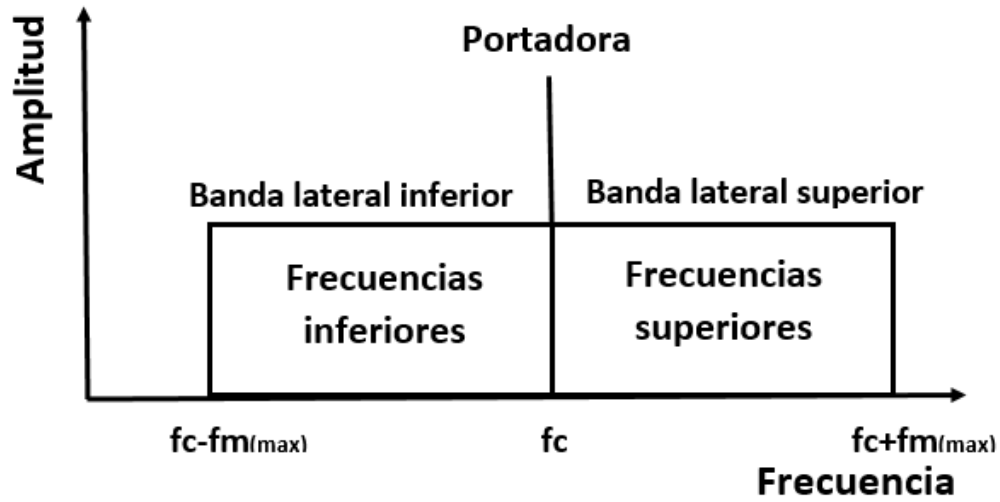 Amplitud
Portadora
Banda lateral inferior
Banda lateral superior
Frecuencias
inferiores
Frecuencias
superiores
fc-fm(max)
fc
fc+fm(max)
Frecuencia